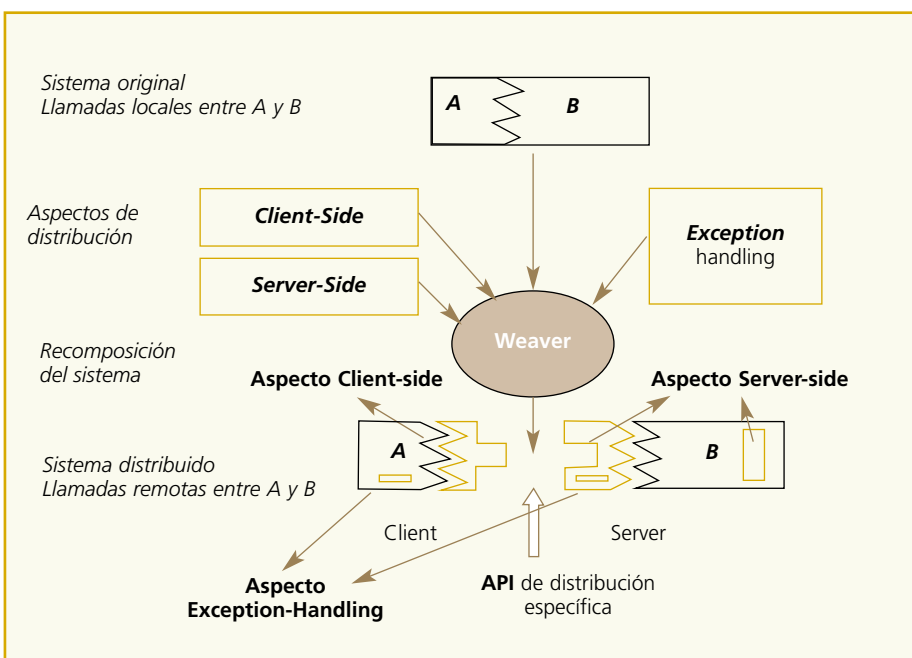 Sistema original
Llamadas locales entre A y B
A
B
Aspectos de
distribución
Client-Side
Server-Side
Exception
handling
Weaver
Recomposición
del sistema
Aspecto Client-side
Aspecto Server-side
Sistema distribuido
Llamadas remotas entre A y B
A
B
Client
Server
Aspecto
Exception-Handling
API de distribución
específica